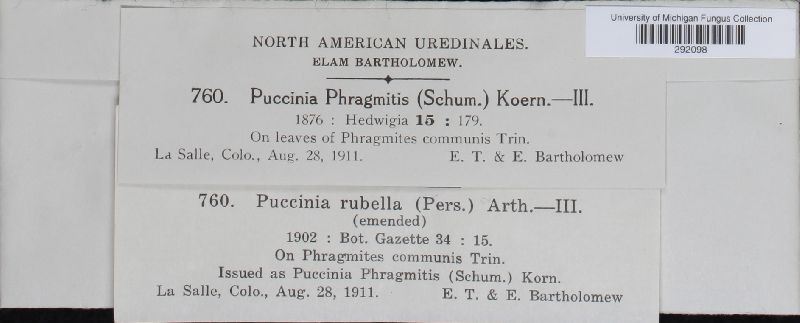 University of Michigan Fungus Collection
292098
NORTH AMERICAN UREDINALES.
ELAM BARTHOLOMEW.
760. Puccinia Phragmitis (Schum.) Koern.—III.
1876 : Hedwigia 15 : 179.
On leaves of Phragmites communis Trin.
La Salle, Colo., Aug. 28, 1911. E. T. & E. Bartholomew
760. Puccinia rubella (Pers.) Arth.—III.
(emended)
1902 : Bot. Gazette 34 : 15.
On Phragmites communis Trin.
Issued as Puccinia Phragmitis (Schum.) Korn.
La Salle, Colo., Aug. 28, 1911. E. T. & E. Bartholomew